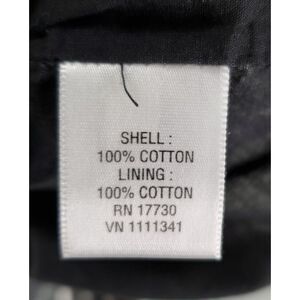 SHELL :
100% COTTON
LINING :
100% COTTON
RN 17730
VN 1111341